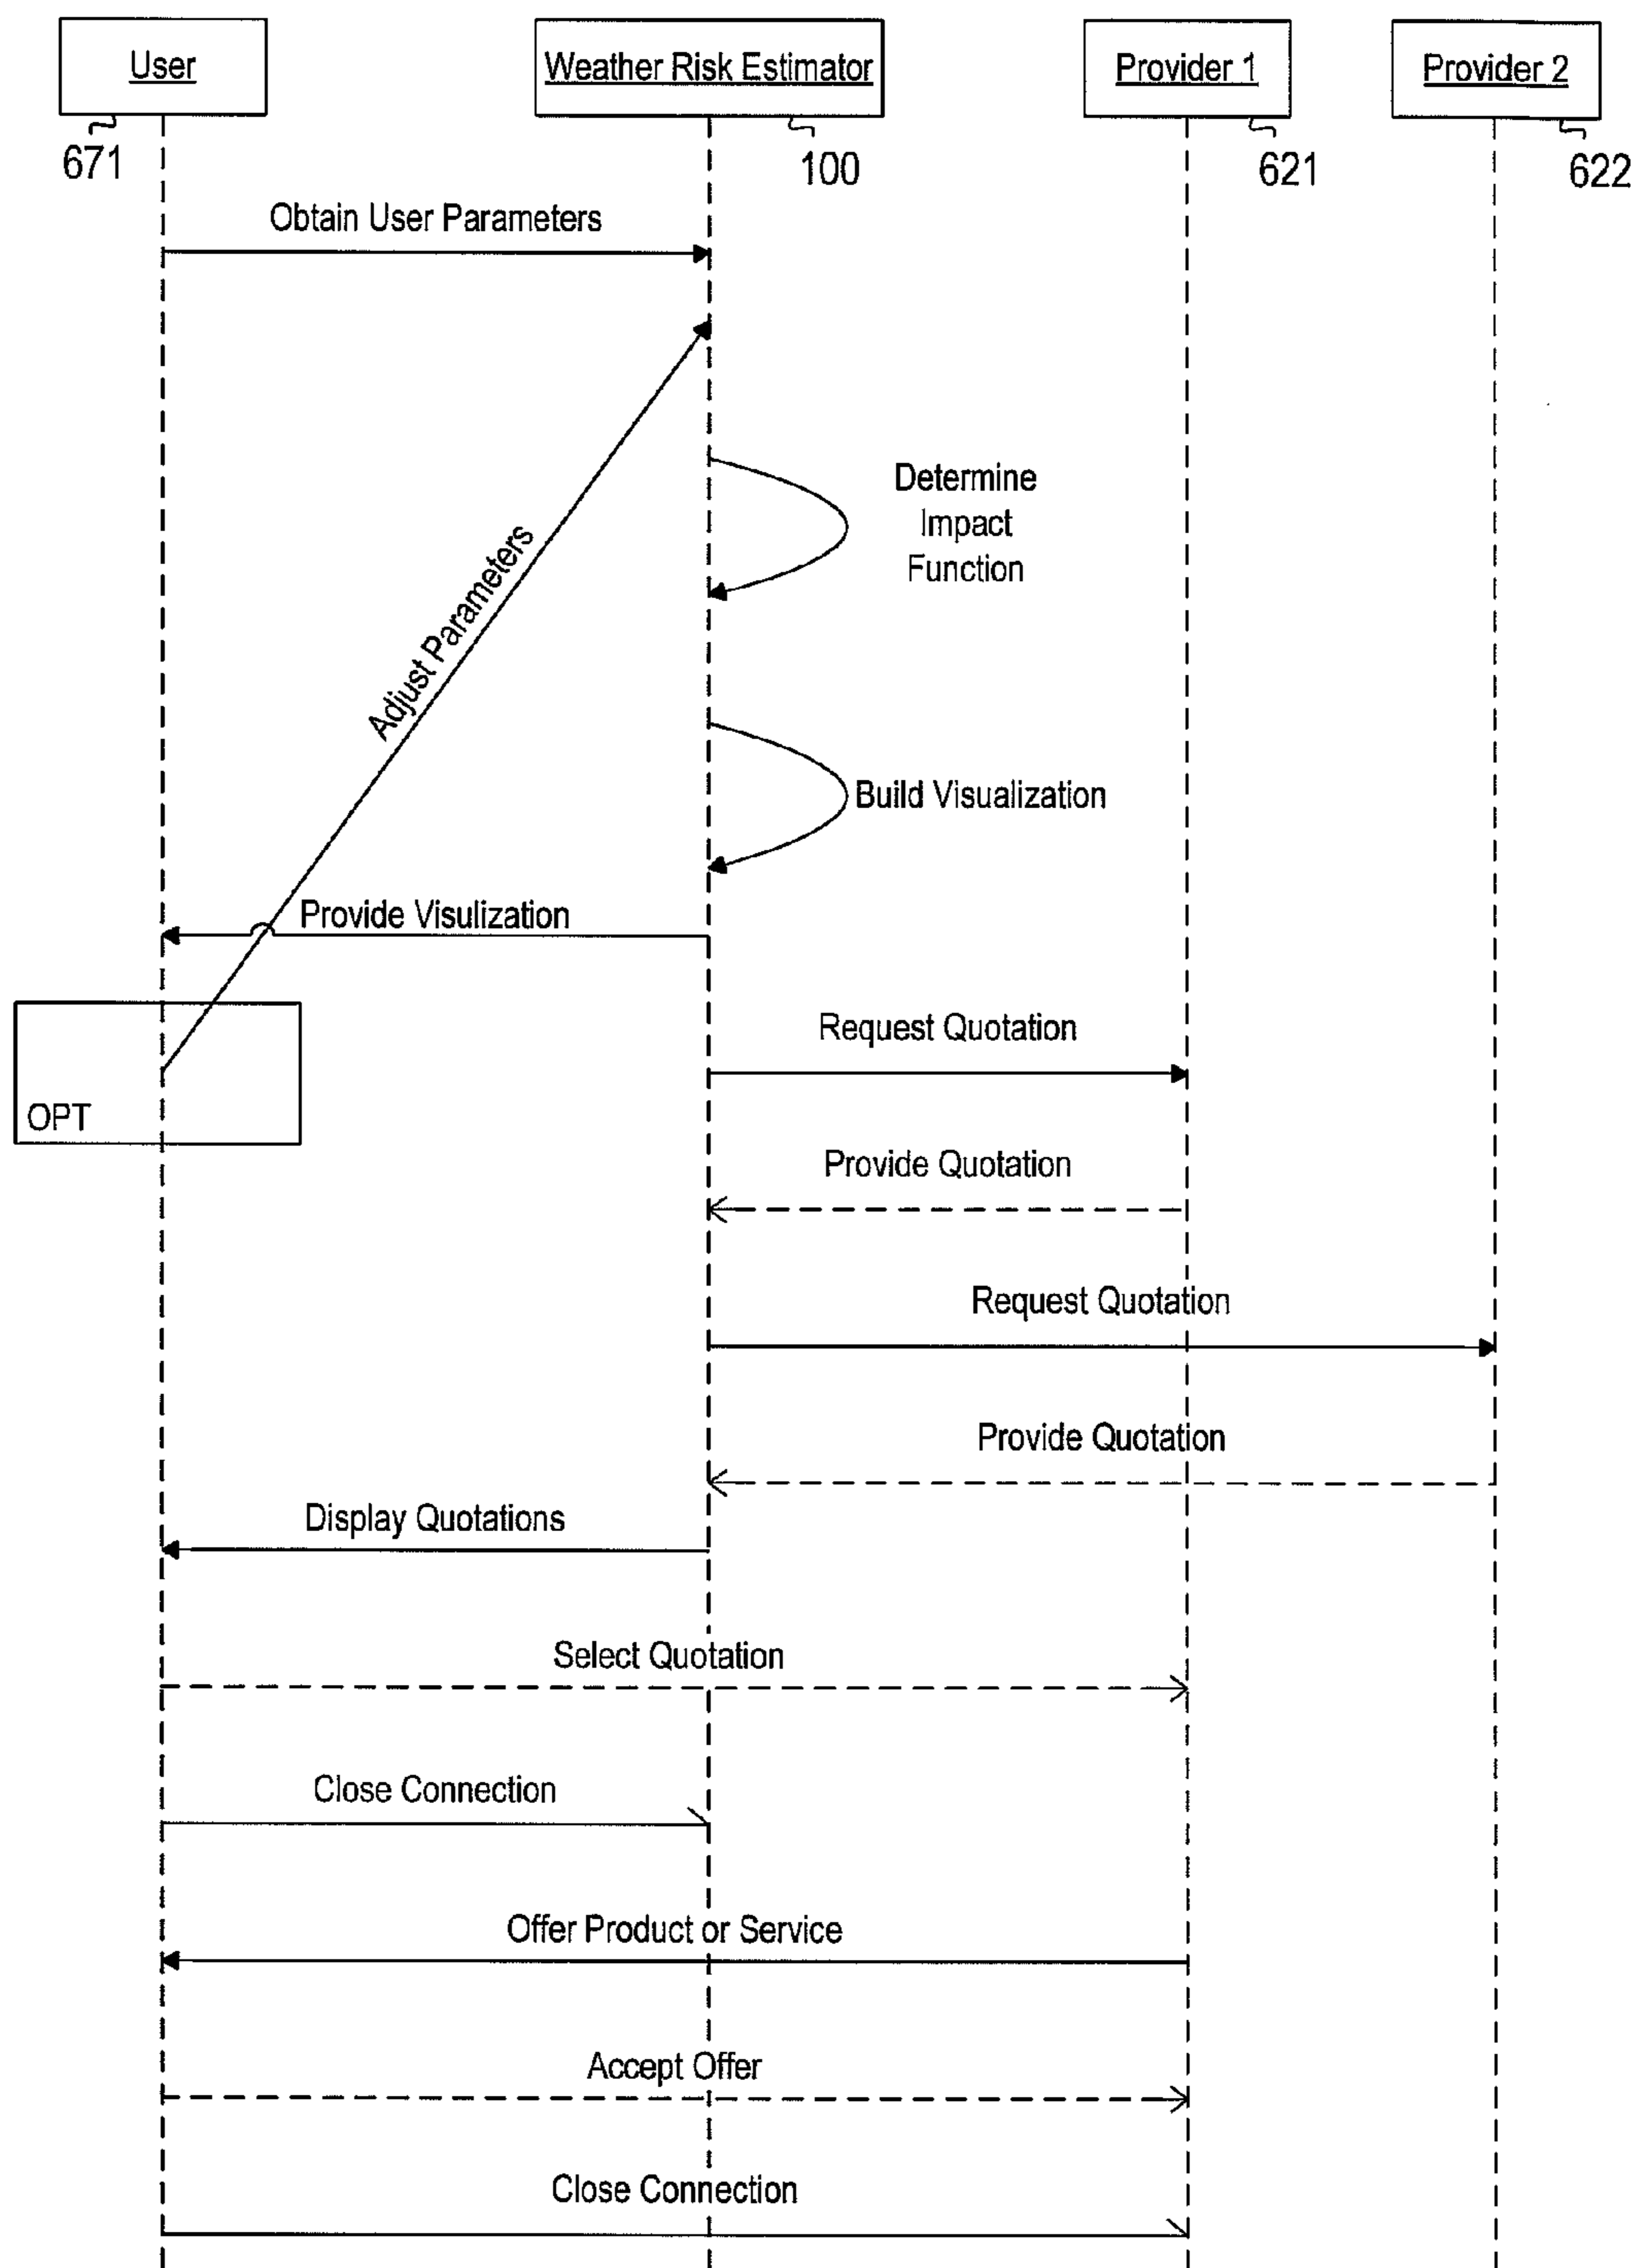 User
Weather Risk Estimator
Provider 1
Provider 2
671
100
621
622
Obtain User Parameters
Determine
Impact
Function
Adjust Parameters
Build Visualization
Provide Visulization
Request Quotation
OPT
Provide Quotation
Request Quotation
Provide Quotation
Display Quotations
Select Quotation
Close Connection
Offer Product or Service
Accept Offer
Close Connection